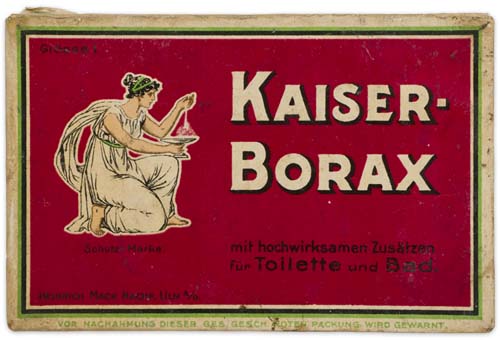 Grösse I
KAISER-
BORAX
Schutz Marke.
mit hochwirksamen Zusätzen
für Toilette und Bad.
HEINRICH MACK NACHF. ULM a/D.
VOR NACHAHMUNG DIESER GES. GESCH. ROTEN PACKUNG WIRD GEWARNT.